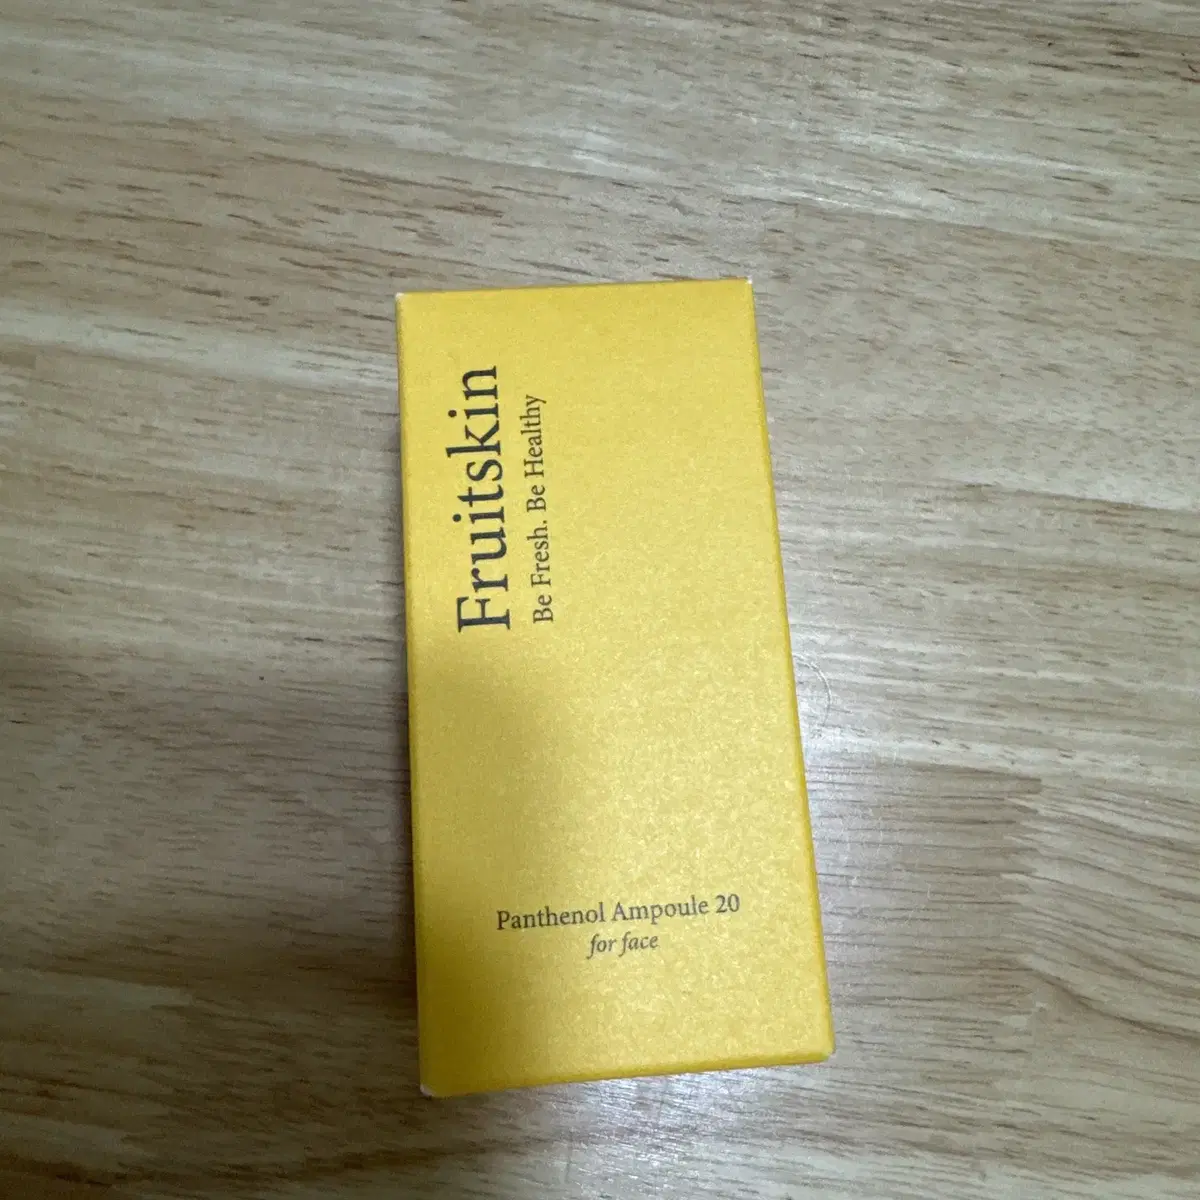 Fruitskin
Be Fresh. Be Healthy
Panthenol Ampoule 20
for face